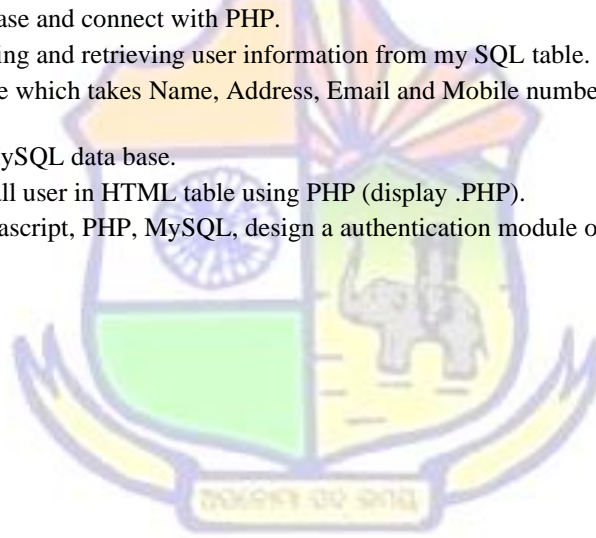 ase and connect with PHP.
ing and retrieving user information from my SQL table.
e which takes Name, Address, Email and Mobile numbe
ySQL data base.
all user in HTML table using PHP (display .PHP).
ascript, PHP, MySQL, design a authentication module o